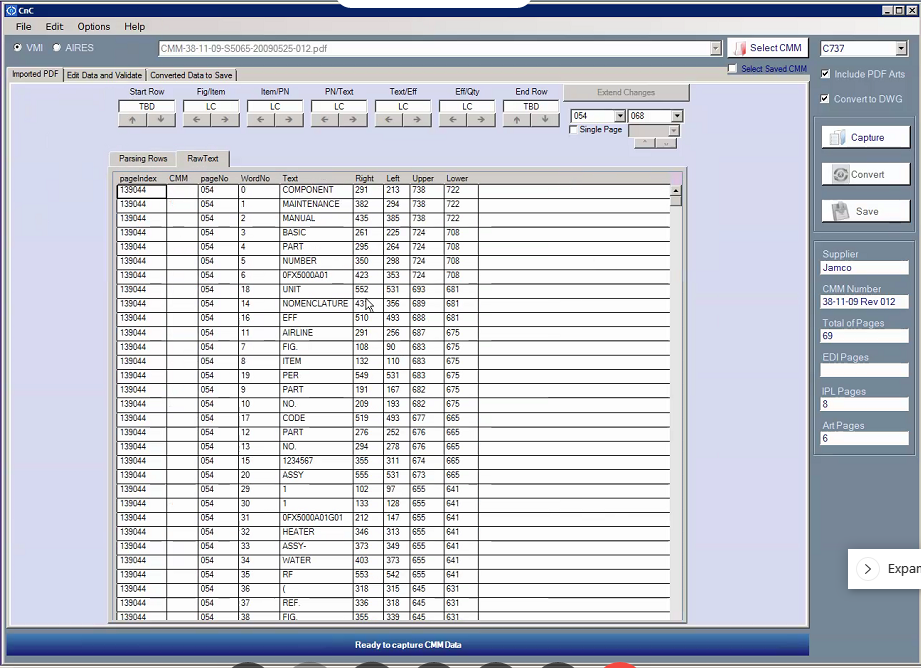 CnC
File Edit Options Help
VMI AIRES CMM-38-11-09-S5065-20090525-012.pdf Select CMM C737
Select Saved CMM
Imported PDF Edit Data and Validate Converted Data to Save
Include PDF Arts
Convert to DWG
Start Row Fig/Item Item/PN PN/Text Text/Eff Eff/Qty End Row Extend Changes
TBD LC LC LC LC LC TBD
054 068
Single Page
Capture
Convert
Save
Parsing Rows RawText
pageIndex CMM pageNo WordNo Text Right Left Upper Lower
139044 054 0 COMPONENT 291 213 738 722
139044 054 1 MAINTENANCE 382 294 738 722
139044 054 2 MANUAL 435 385 738 722
139044 054 3 BASIC 261 225 724 708
139044 054 4 PART 295 264 724 708
139044 054 5 NUMBER 350 298 724 708
139044 054 6 0FX5000A01 423 353 724 708
139044 054 18 UNIT 552 531 693 681
139044 054 14 NOMENCLATURE 356 689 681
139044 054 16 EFF 510 493 688 681
139044 054 11 AIRLINE 291 256 687 675
139044 054 7 FIG. 108 90 683 675
139044 054 8 ITEM 132 110 683 675
139044 054 19 PER 549 531 683 675
139044 054 9 PART 191 167 682 675
139044 054 10 NO. 209 193 682 675
139044 054 17 CODE 519 493 677 665
139044 054 12 PART 276 252 676 665
139044 054 13 NO. 294 278 676 665
139044 054 15 1234567 355 311 674 665
139044 054 20 ASSY 555 531 673 665
139044 054 29 1 102 97 655 641
139044 054 30 1 133 128 655 641
139044 054 31 0FX5000A01G01 212 147 655 641
139044 054 32 HEATER 346 313 655 641
139044 054 33 ASSY- 373 349 655 641
139044 054 34 WATER 403 373 655 641
139044 054 35 RF 553 542 655 641
139044 054 36 ( 318 315 645 631
139044 054 37 REF. 336 318 645 631
139044 054 38 FIG. 355 339 645 631
Supplier
Jamco
CMM Number
38-11-09 Rev 012
Total of Pages
69
EDI Pages
IPL Pages
8
Art Pages
6
Ready to capture CMM Data